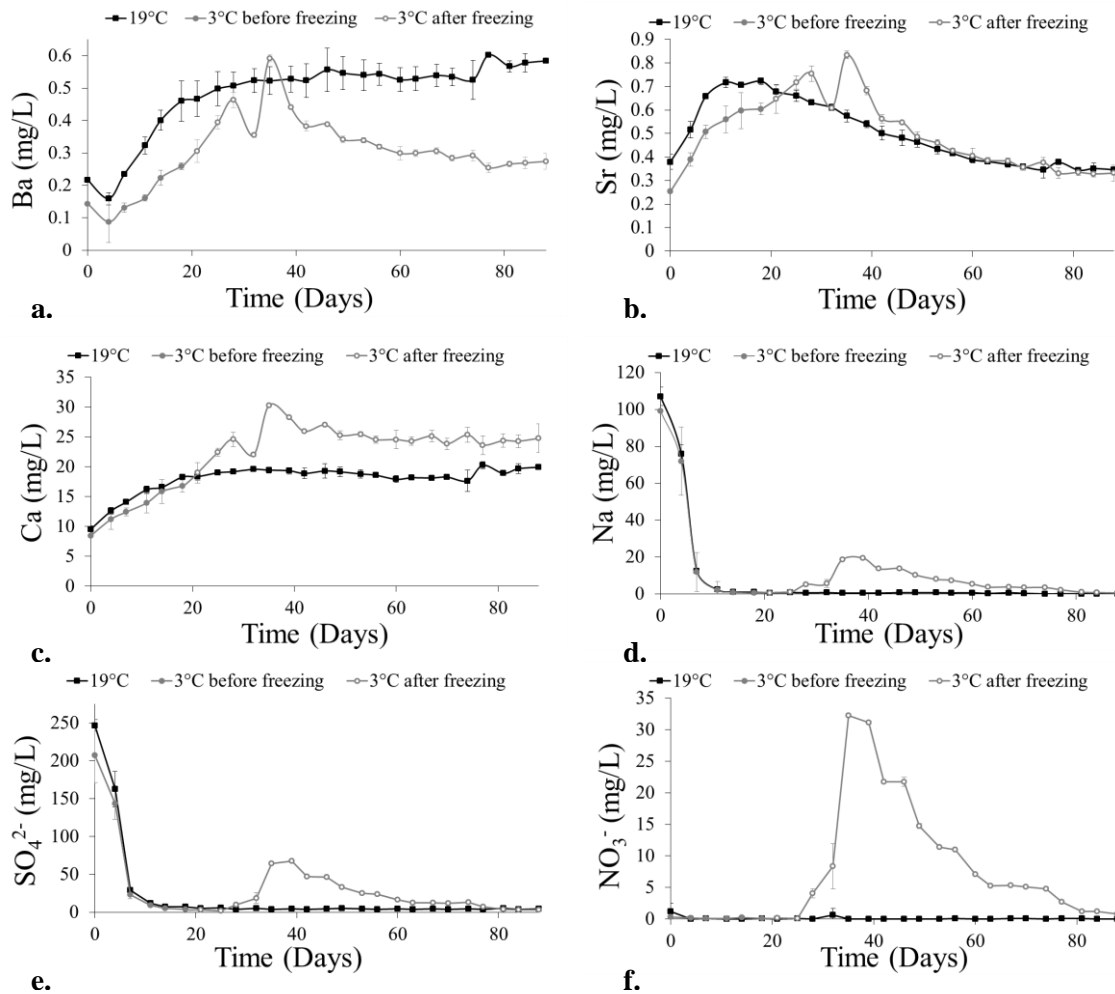 19°C 3°C before freezing 3°C after freezing
Ba (mg/L)
0.6
0.5
0.4
0.3
0.2
0.1
0
0 20 40 60 80
Time (Days)
a.
19°C 3°C before freezing 3°C after freezing
Sr (mg/L)
0.9
0.8
0.7
0.6
0.5
0.4
0.3
0.2
0.1
0
0 20 40 60 80
Time (Days)
b.
19°C 3°C before freezing 3°C after freezing
Ca (mg/L)
35
30
25
20
15
10
5
0
0 20 40 60 80
Time (Days)
c.
19°C 3°C before freezing 3°C after freezing
Na (mg/L)
120
100
80
60
40
20
0
0 20 40 60 80
Time (Days)
d.
19°C 3°C before freezing 3°C after freezing
SO₄²⁻ (mg/L)
250
200
150
100
50
0
0 20 40 60 80
Time (Days)
e.
19°C 3°C before freezing 3°C after freezing
NO₃⁻ (mg/L)
35
30
25
20
15
10
5
0
0 20 40 60 80
Time (Days)
f.